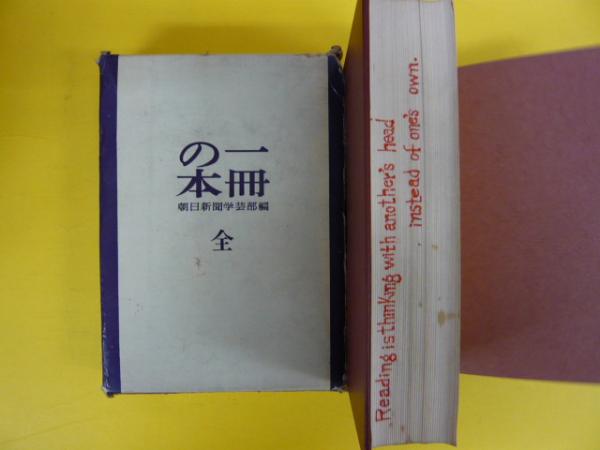 一冊
の本
朝日新聞学芸部編
全
Reading is thinking with another's head
instead of one's own.